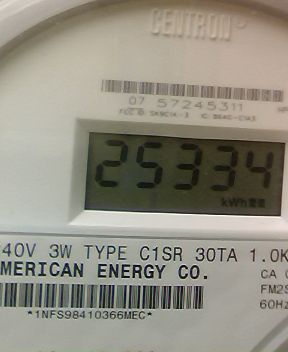 CENTRON
07 57245311
25334
kWh
40V 3W TYPE C1SR 30TA 1.0K
MERICAN ENERGY CO.
CA
FM2S
60Hz
*1NFS98410366MEC*